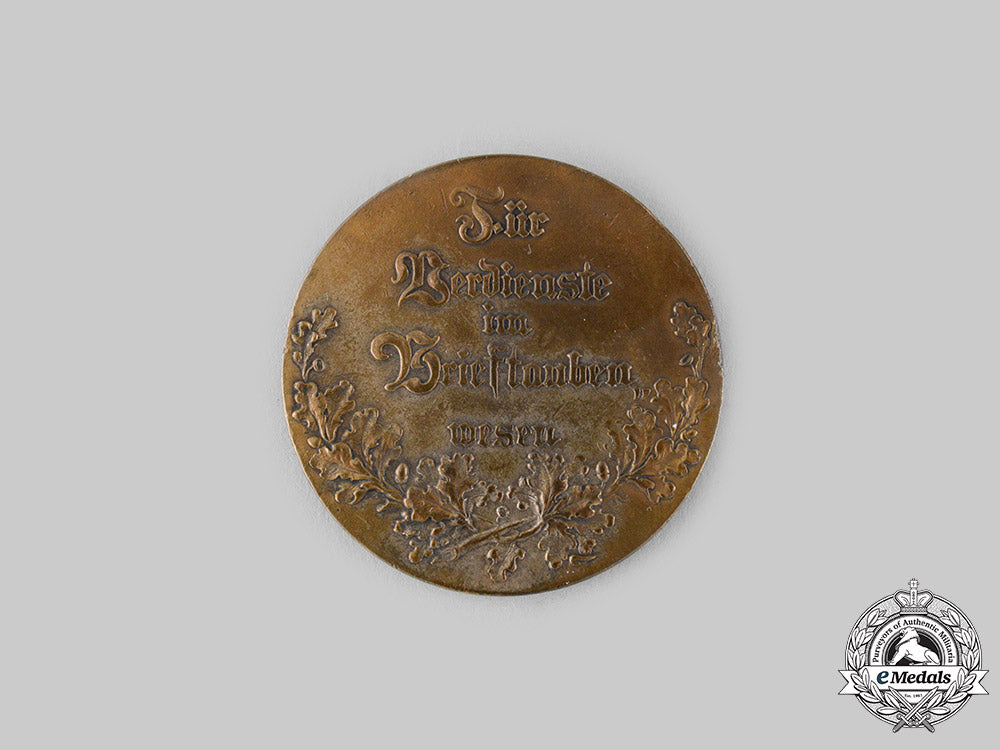 Für
Verdienste
im
Brieftauben„
wesen
Purveyors of Authentic Militaria
eMedals